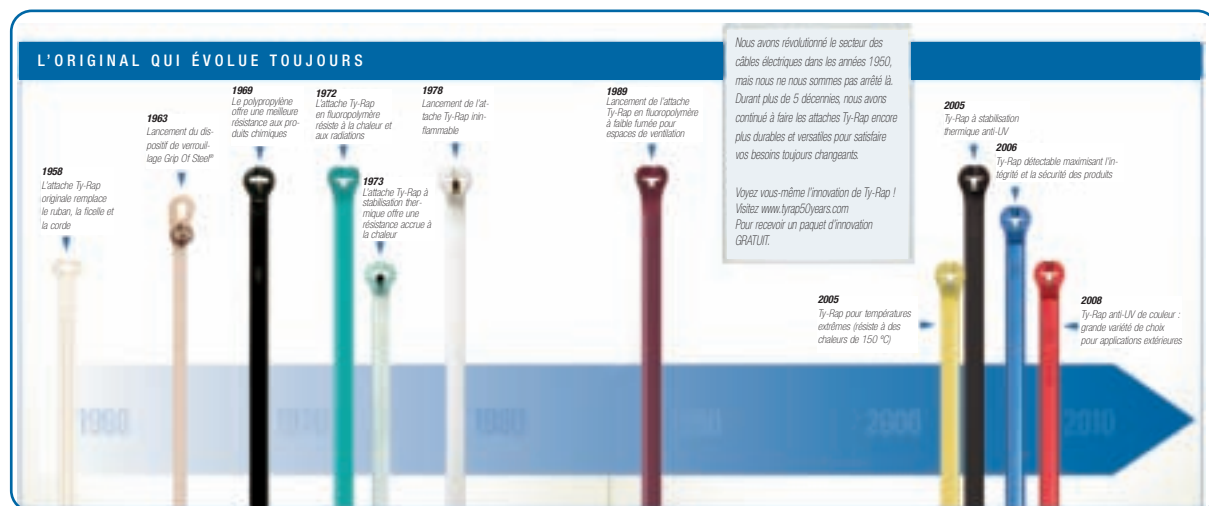 L'ORIGINAL QUI ÉVOLUE TOUJOURS
1958
L'attache Ty-Rap
originale remplace
le ruban, la ficelle et
la corde
1963
Lancement du dis-
positif de verrouil-
lage Grip Of Steel®
1969
Le polypropylène
offre une meilleure
résistance aux pro-
duits chimiques
1972
L'attache Ty-Rap
en fluoropolymère
résiste à la chaleur et
aux radiations
1973
L'attache Ty-Rap à
stabilisation ther-
mique offre une
résistance accrue à
la chaleur
1978
Lancement de l'at-
tache Ty-Rap inin-
flammable
1989
Lancement de l'attache
Ty-Rap en fluoropolymère
à faible fumée pour
espaces de ventilation
Nous avons révolutionné le secteur des
câbles électriques dans les années 1950,
mais nous ne nous sommes pas arrêté là.
Durant plus de 5 décennies, nous avons
continué à faire les attaches Ty-Rap encore
plus durables et versatiles pour satisfaire
vos besoins toujours changeants.
Voyez vous-même l'innovation de Ty-Rap !
Visitez www.tyrap50years.com
Pour recevoir un paquet d'innovation
GRATUIT.
2005
Ty-Rap à stabilisation
thermique anti-UV
2006
Ty-Rap détectable maximisant l'in-
tégrité et la sécurité des produits
2005
Ty-Rap pour températures
extrêmes (résiste à des
chaleurs de 150 °C)
2008
Ty-Rap anti-UV de couleur :
grande variété de choix
pour applications extérieures
1960
1970
1980
1990
2000
2010